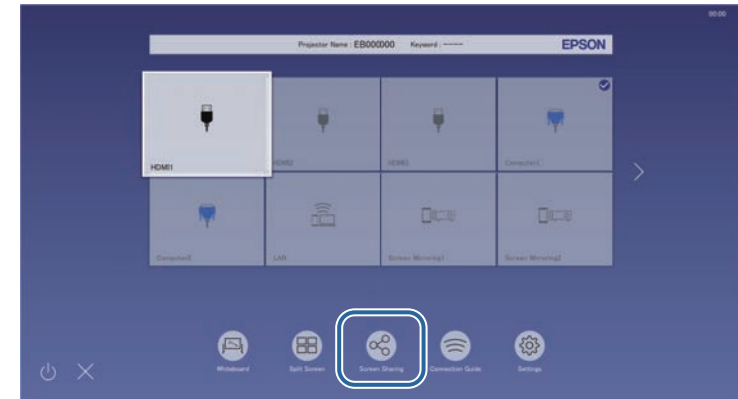 00:00
Projector Name : EB000000 Keyword : ----
EPSON
HDMI1
HDMI2
HDMI3
Computer1
Computer2
LAN
Screen Mirroring1
Screen Mirroring2
Whiteboard
Split Screen
Screen Sharing
Connection Guide
Settings